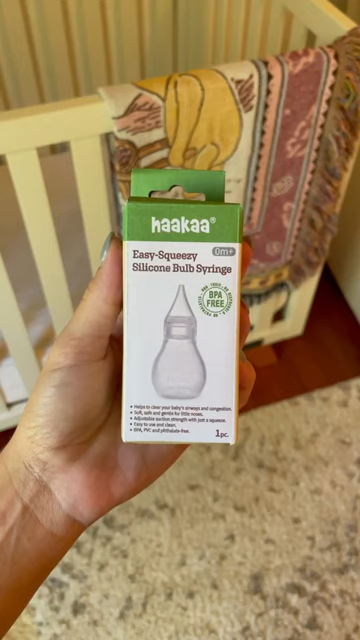 haakaa®
Easy-Squeezy 0m+
Silicone Bulb Syringe
BPA
FREE
• Helps to clear your baby's airways and congestion.
• Soft, safe and gentle for little noses.
• Adjustable suction strength with just a squeeze.
• Easy to use and clean.
• BPA, PVC and phthalate-free.
1pc.